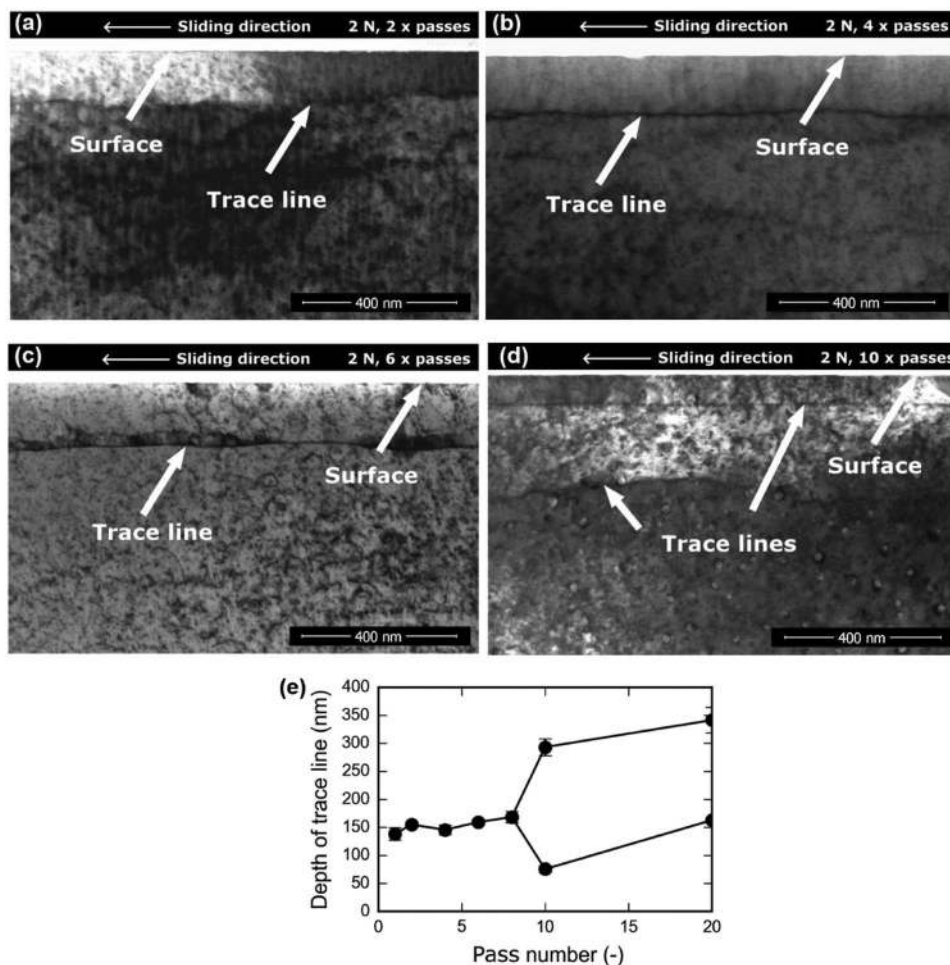 (a) ← Sliding direction 2 N, 2 x passes
Surface
Trace line
400 nm
(b) ← Sliding direction 2 N, 4 x passes
Surface
Trace line
400 nm
(c) ← Sliding direction 2 N, 6 x passes
Surface
Trace line
400 nm
(d) ← Sliding direction 2 N, 10 x passes
Surface
Trace lines
400 nm
(e)
Depth of trace line (nm)
400
350
300
250
200
150
100
50
0
0 5 10 15 20
Pass number (-)